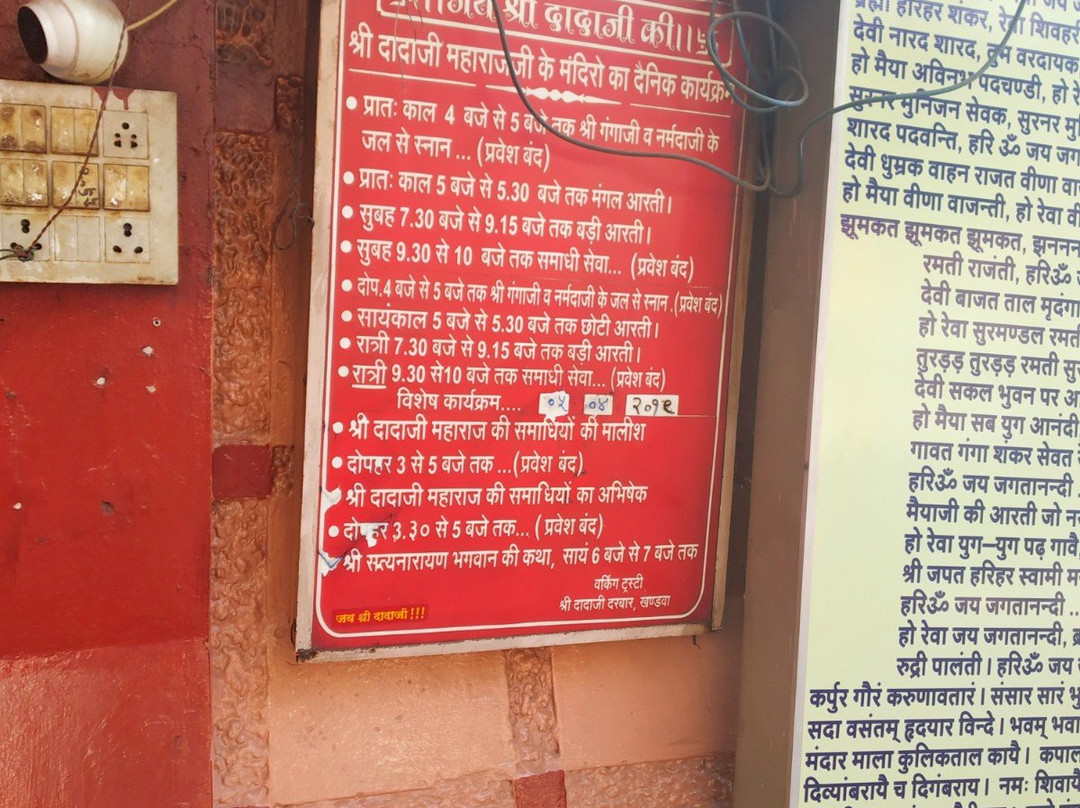 ।।जय श्री दादाजी की।।
श्री दादाजी महाराजजी के मंदिरो का दैनिक कार्यक्रम
• प्रातः काल 4 बजे से 5 बजे तक श्री गंगाजी व नर्मदाजी के
जल से स्नान ... (प्रवेश बंद)
• प्रातः काल 5 बजे से 5.30 बजे तक मंगल आरती।
• सुबह 7.30 बजे से 9.15 बजे तक बड़ी आरती।
• सुबह 9.30 से 10 बजे तक समाधी सेवा... (प्रवेश बंद)
• दोप.4 बजे से 5 बजे तक श्री गंगाजी व नर्मदाजी के जल से स्नान .(प्रवेश बंद)
• सायंकाल 5 बजे से 5.30 बजे तक छोटी आरती।
• रात्री 7.30 बजे से 9.15 बजे तक बड़ी आरती।
• रात्री 9.30 से10 बजे तक समाधी सेवा... (प्रवेश बंद)
विशेष कार्यक्रम.... ०५ ०४ २०१९
• श्री दादाजी महाराज की समाधियों की मालीश
• दोपहर 3 से 5 बजे तक ...(प्रवेश बंद)
श्री दादाजी महाराज की समाधियों का अभिषेक
• दोपहर 3.३० से 5 बजे तक... ( प्रवेश बंद)
श्री सत्यनारायण भगवान की कथा, सायं 6 बजे से 7 बजे तक
वर्किंग ट्रस्टी
श्री दादाजी दरबार, खण्डवा
जय श्री दादाजी !!!
ब्रह्मा हरिहर शंकर, रेवा
देवी नारद शारद, तुम वरदायक
हो मैया अविनभ पदचण्डी, हो
सुरनर मुनिजन सेवक, सुरनर
शारद पदवन्ति, हरि ॐ जय
देवी धुम्रक वाहन राजत वीणा
हो मैया वीणा वाजन्ती, हो रेवा
झूमकत झूमकत झूमकत, झननन
रमती राजंती, हरिॐ
देवी बाजत ताल मृदंगा
हो रेवा सुरमण्डल रमती
तुरड़ड़ तुरड़ड़ रमती
देवी सकल भुवन पर
हो मैया सब युग आनंदी
गावत गंगा शंकर सेवत
हरिॐ जय जगतानन्दी
मैयाजी की आरती जो
हो रेवा युग–युग पढ़ गावै
श्री जपत हरिहर स्वामी
हरिॐ जय जगतानन्दी ..
हो रेवा जय जगतानन्दी,
रुद्री पालंती। हरिॐ जय
कर्पुर गौरं करुणावतारं। संसार सारं
सदा वसंतम् हृदयार विन्दे। भवम्
मंदार माला कुलिकताल कायै।
दिव्यांबरायै च दिगंबराय। नमः